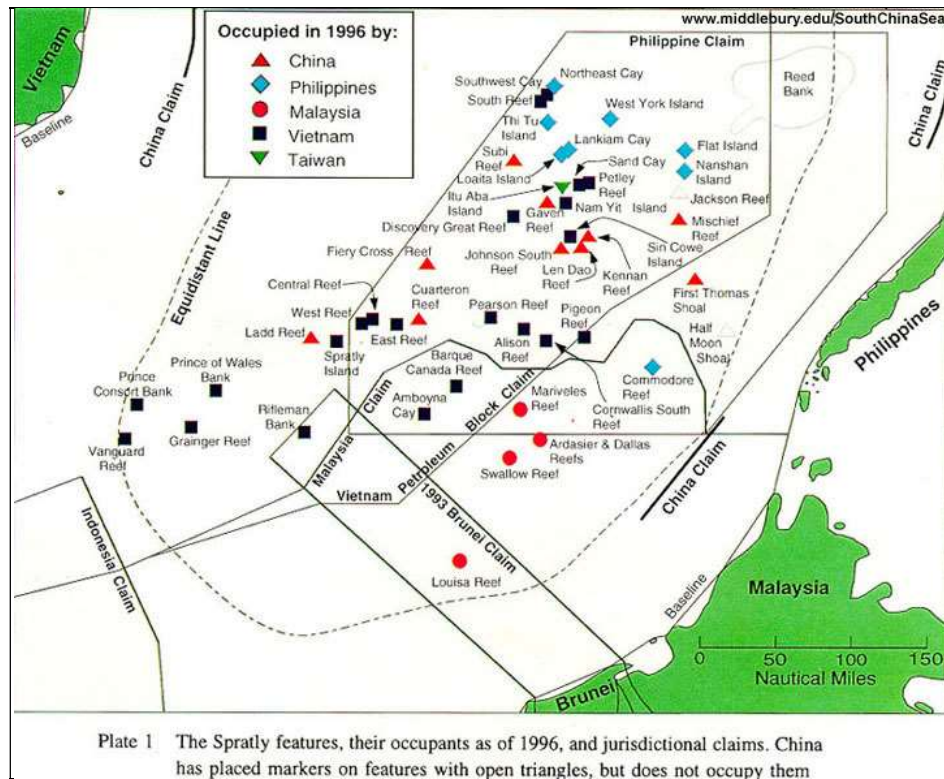 www.middlebury.edu/SouthChinaSea
Occupied in 1996 by:
China
Philippines
Malaysia
Vietnam
Taiwan
Vietnam
Baseline
China Claim
Equidistant Line
Philippine Claim
Reed
Bank
China Claim
Southwest Cay
Northeast Cay
South Reef
West York Island
Thi Tu
Island
Lankiam Cay
Subi
Reef
Loaita Island
Sand Cay
Flat Island
Nanshan
Island
Itu Aba
Island
Petley
Reef
Gaven
Reef
Nam Yit Island
Jackson Reef
Discovery Great Reef
Mischief
Reef
Fiery Cross Reef
Johnson South
Reef
Sin Cowe
Island
Len Dao
Reef
Kennan
Reef
First Thomas
Shoal
Central Reef
Cuarteron
Reef
West Reef
Pearson Reef
Pigeon
Reef
Ladd Reef
East Reef
Spratly
Island
Alison
Reef
Half
Moon
Shoal
Philippines
Barque
Canada Reef
Prince of Wales
Bank
Prince
Consort Bank
Commodore
Reef
Mariveles
Reef
Cornwallis South
Reef
Amboyna
Cay
Rifleman
Bank
Grainger Reef
Vanguard
Reef
Ardasier & Dallas
Reefs
Swallow Reef
Malaysia Claim
Vietnam Petroleum Block Claim
1993 Brunei Claim
China Claim
Indonesia Claim
Louisa Reef
Baseline
Malaysia
Brunei
0 50 100 150
Nautical Miles
Plate 1 The Spratly features, their occupants as of 1996, and jurisdictional claims. China
has placed markers on features with open triangles, but does not occupy them